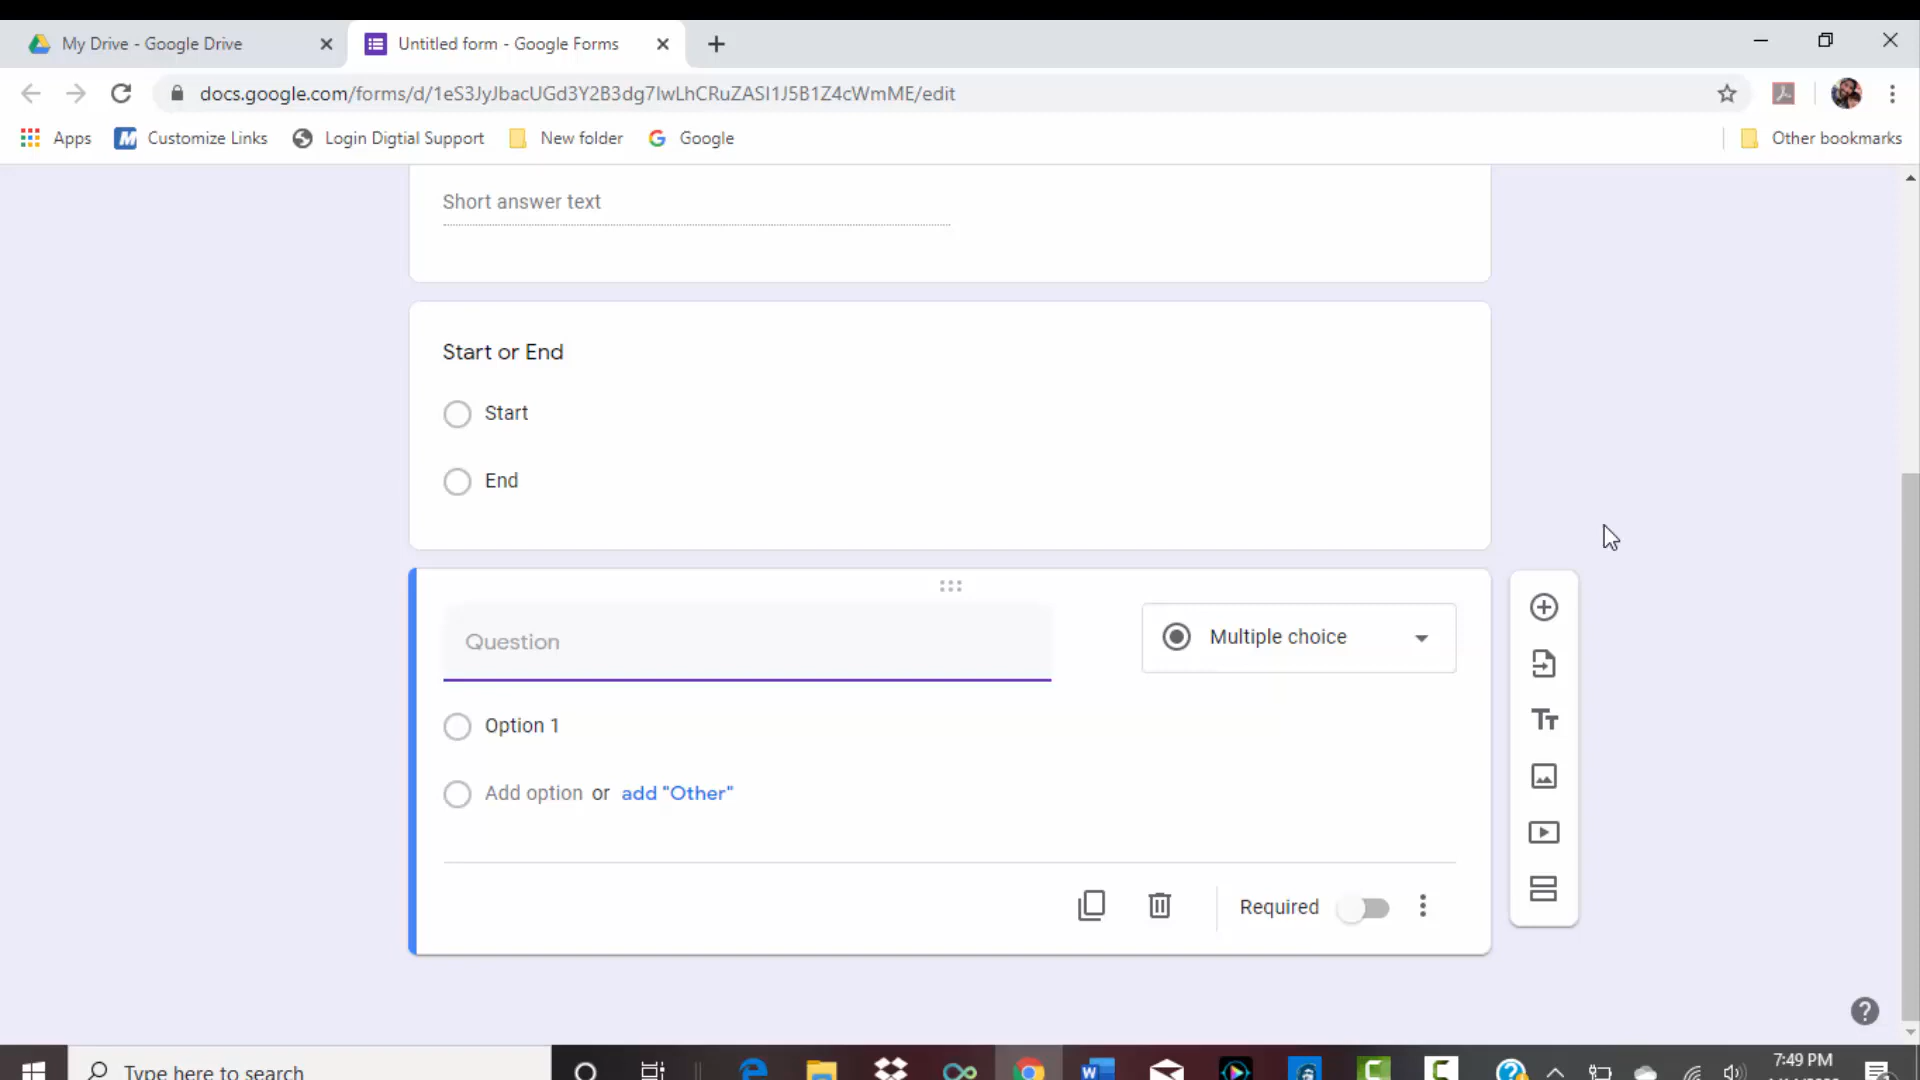 My Drive - Google Drive
Untitled form - Google Forms
docs.google.com/forms/d/1eS3JyJbacUGd3Y2B3dg7IwLhCRuZASI1J5B1Z4cWmME/edit
Apps
Customize Links
Login Digtial Support
New folder
Google
Other bookmarks
Short answer text
Start or End
Start
End
Question
Multiple choice
Option 1
Add option or add "Other"
Required
Type here to search
7:49 PM